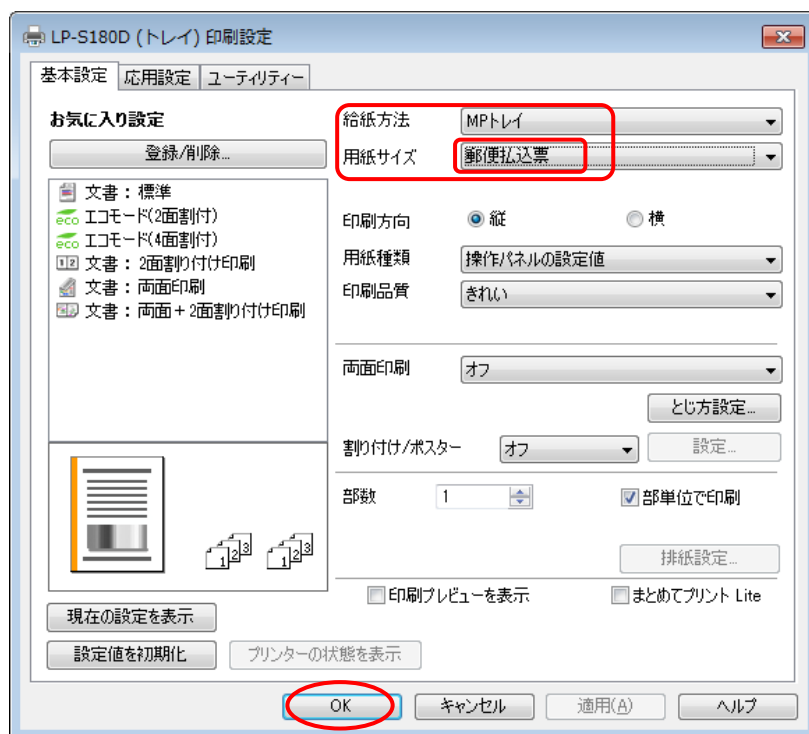 LP-S180D (トレイ) 印刷設定
基本設定
応用設定
ユーティリティー
お気に入り設定
登録/削除...
文書：標準
eco エコモード(2面割付)
eco エコモード(4面割付)
1 2 文書：2面割り付け印刷
文書：両面印刷
文書：両面＋2面割り付け印刷
1 2 3
1 2 3
現在の設定を表示
設定値を初期化
プリンターの状態を表示
給紙方法
MPトレイ
用紙サイズ
郵便払込票
印刷方向
縦
横
用紙種類
操作パネルの設定値
印刷品質
きれい
両面印刷
オフ
とじ方設定...
割り付け/ポスター
オフ
設定...
部数
1
部単位で印刷
排紙設定...
印刷プレビューを表示
まとめてプリント Lite
OK
キャンセル
適用(A)
ヘルプ